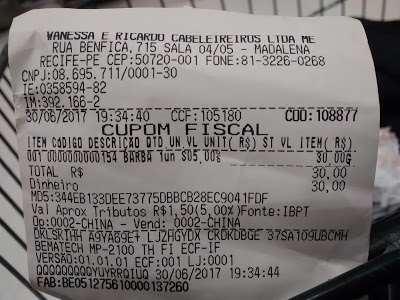 VANESSA E RICARDO CABELEIREIROS LTDA ME
RUA BENFICA,715 SALA 04/05 - MADALENA
RECIFE-PE CEP:50720-001 FONE:81-3226-0268
CNPJ:08.695.711/0001-30
IE:0358594-82
IM:392.166-2
30/06/2017 19:34:40 CCF:105180 COO:108877
CUPOM FISCAL
ITEM CÓDIGO DESCRIÇÃO QTD UN VL UNIT( R$) ST VL ITEM( R$)
001 0000000000154 BARBA 1un S05,00% 30,00G
TOTAL R$ 30,00
Dinheiro 30,00
MD5:344EB133DEE73775DBBCB28EC9041FDF
Val Aprox Tributos R$1,50(5,00%)Fonte:IBPT
Op:0002-CHINA - Vend: 0002-CHINA
BEMATECH MP-2100 TH FI ECF-IF
VERSÃO:01.01.01 ECF:001 LJ:0001
QQQQQQQQQYUYRRQIUQ 30/06/2017 19:34:44
FAB:BE051275610000137260